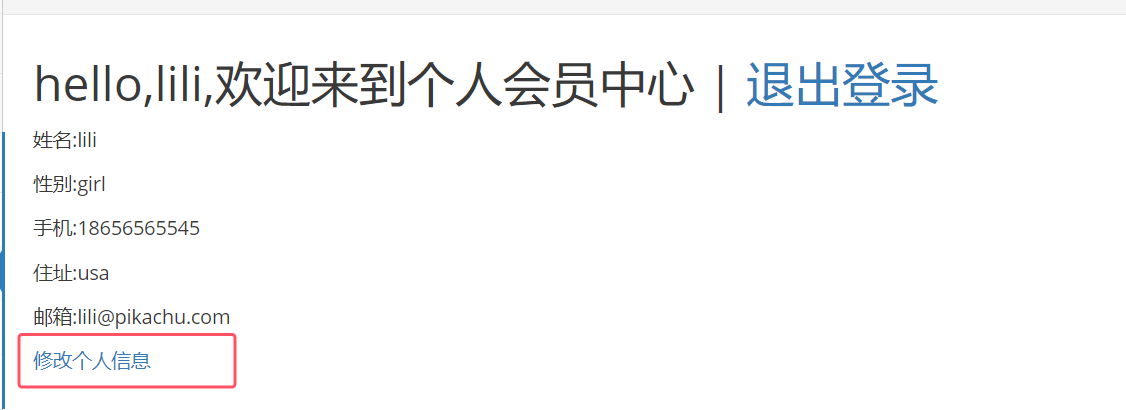 hello,lili,欢迎来到个人会员中心 | 退出登录
姓名:lili
性别:girl
手机:18656565545
住址:usa
邮箱:lili@pikachu.com
修改个人信息